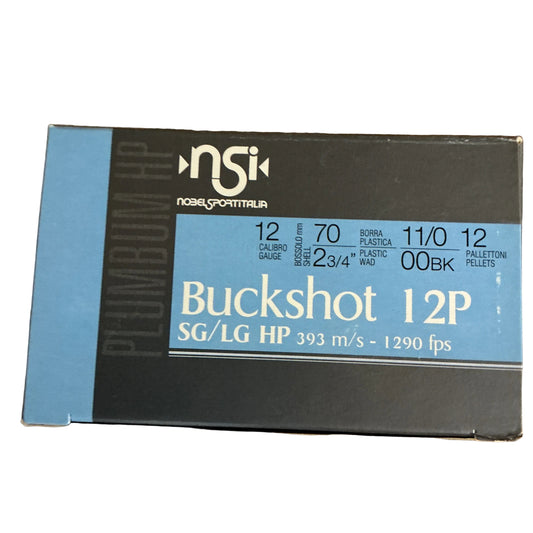 PLUMBUM HP
nsi
NOBELSPORTITALIA
12
CALIBRO
GAUGE
BOSSOLO mm
SHELL
70
2 3/4"
BORRA
PLASTICA
PLASTIC
WAD
11/0
00BK
12
PALLETTONI
PELLETS
Buckshot 12P
SG/LG HP 393 m/s - 1290 fps